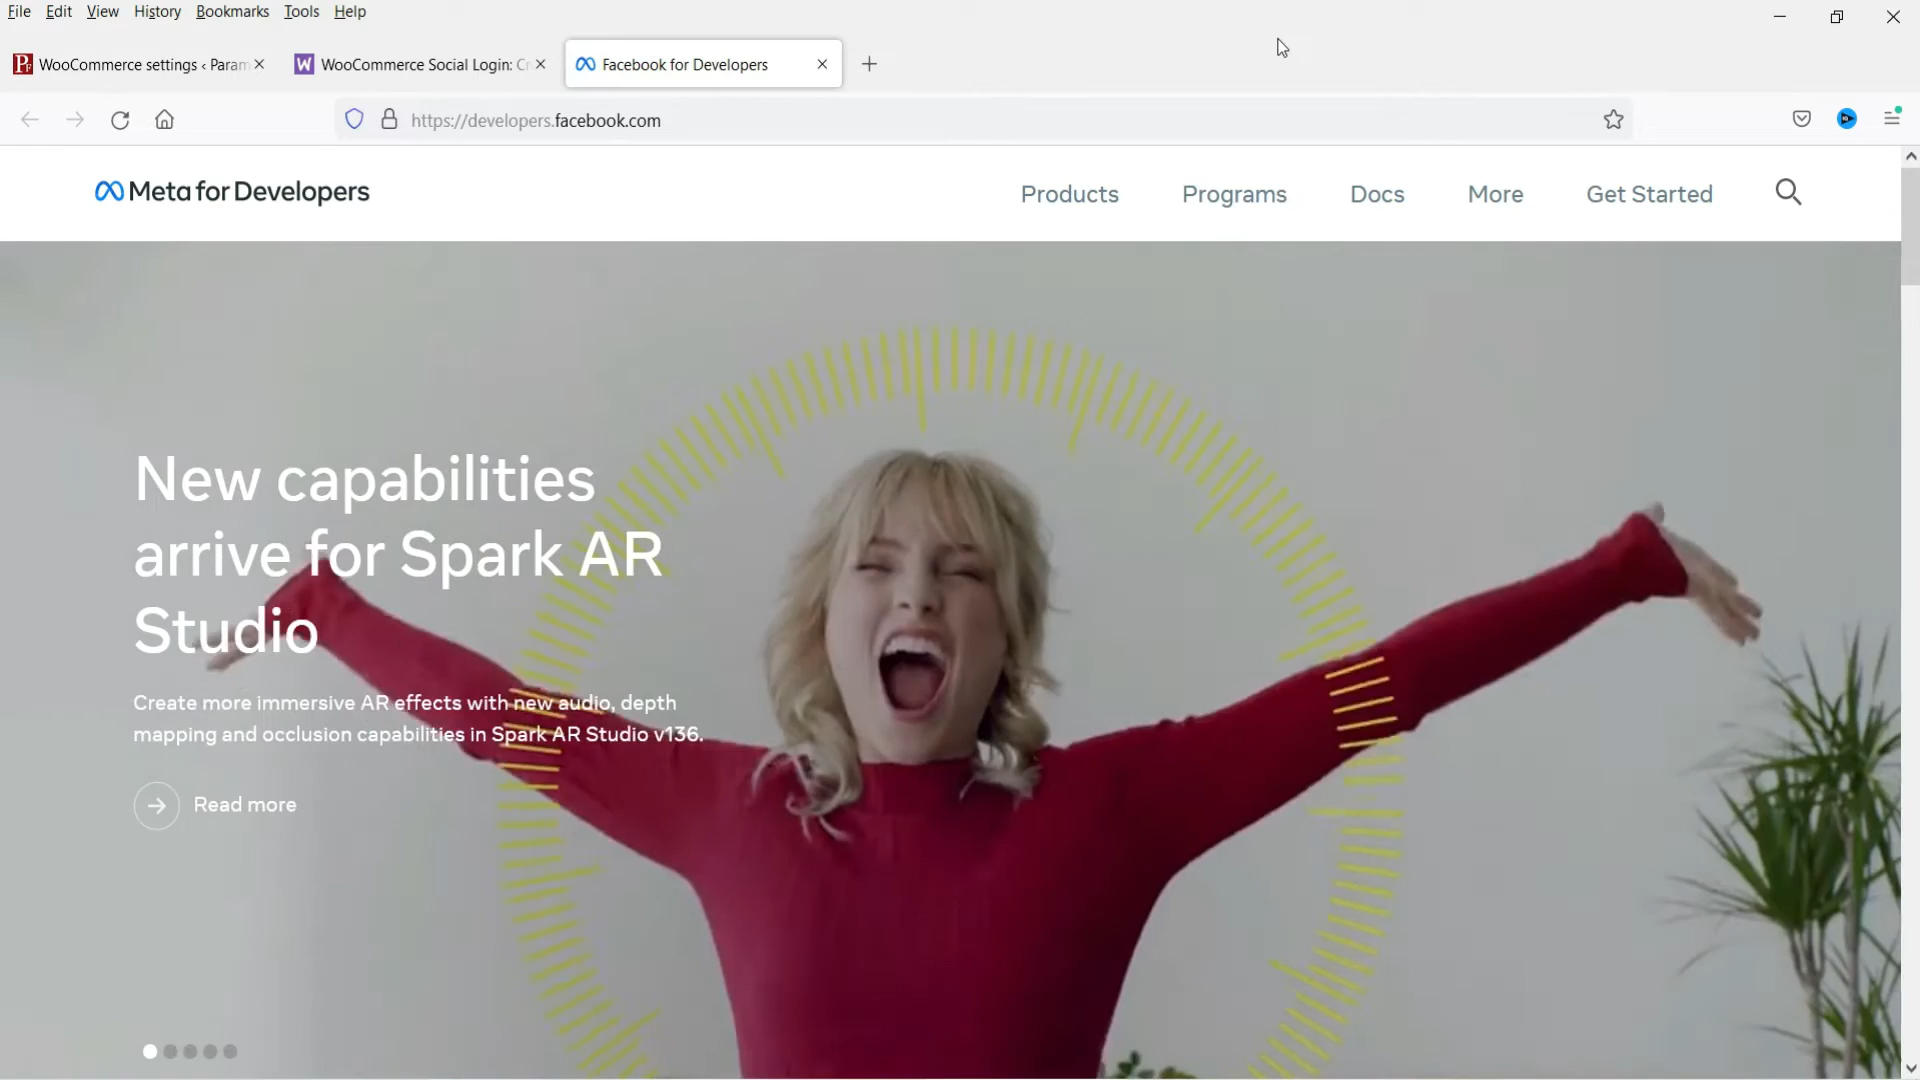 File Edit View History Bookmarks Tools Help
WooCommerce settings ‹ Param
WooCommerce Social Login: Cr
Facebook for Developers
https://developers.facebook.com
Meta for Developers
Products Programs Docs More Get Started
New capabilities
arrive for Spark AR
Studio
Create more immersive AR effects with new audio, depth
mapping and occlusion capabilities in Spark AR Studio v136.
Read more